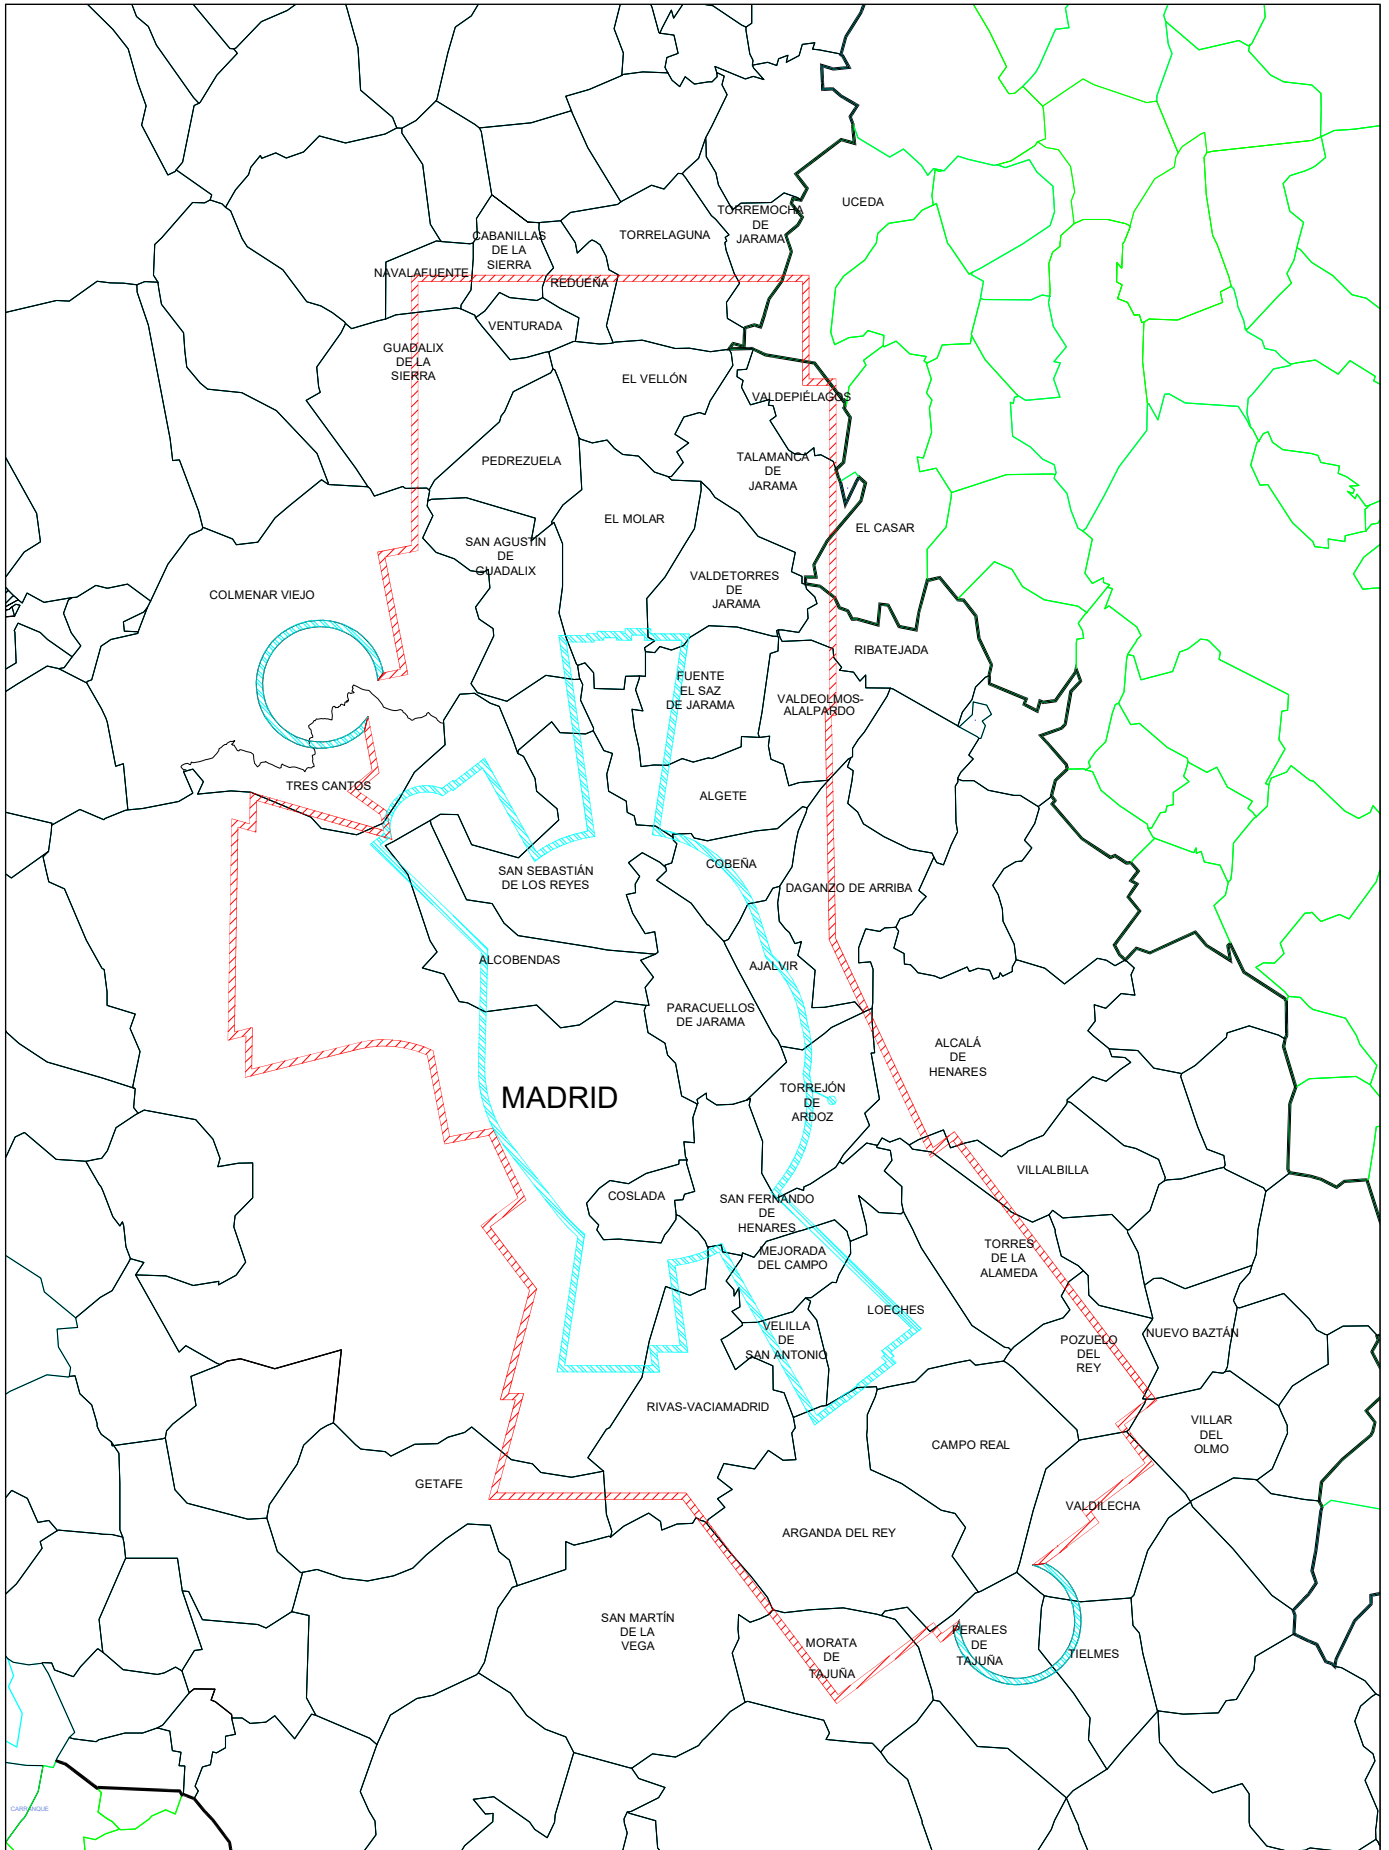 UCEDA
TORREMOCHA
DE
JARAMA
TORRELAGUNA
CABANILLAS
DE LA
SIERRA
NAVALAFUENTE
REDUEÑA
VENTURADA
GUADALIX
DE LA
SIERRA
EL VELLÓN
VALDEPIÉLAGOS
PEDREZUELA
TALAMANCA
DE
JARAMA
EL MOLAR
EL CASAR
SAN AGUSTÍN
DE
GUADALIX
VALDETORRES
DE
JARAMA
COLMENAR VIEJO
RIBATEJADA
FUENTE
EL SAZ
DE JARAMA
VALDEOLMOS-
ALALPARDO
TRES CANTOS
ALGETE
COBEÑA
SAN SEBASTIÁN
DE LOS REYES
DAGANZO DE ARRIBA
ALCOBENDAS
AJALVIR
PARACUELLOS
DE JARAMA
ALCALÁ
DE
HENARES
MADRID
TORREJÓN
DE
ARDOZ
VILLALBILLA
COSLADA
SAN FERNANDO
DE
HENARES
MEJORADA
DEL CAMPO
TORRES
DE LA
ALAMEDA
LOECHES
VELILLA
DE
SAN ANTONIO
POZUELO
DEL
REY
NUEVO BAZTÁN
RIVAS-VACIAMADRID
VILLAR
DEL
OLMO
CAMPO REAL
GETAFE
VALDILECHA
ARGANDA DEL REY
SAN MARTÍN
DE LA
VEGA
MORATA
DE
TAJUÑA
PERALES
DE
TAJUÑA
TIELMES
CARRANQUE